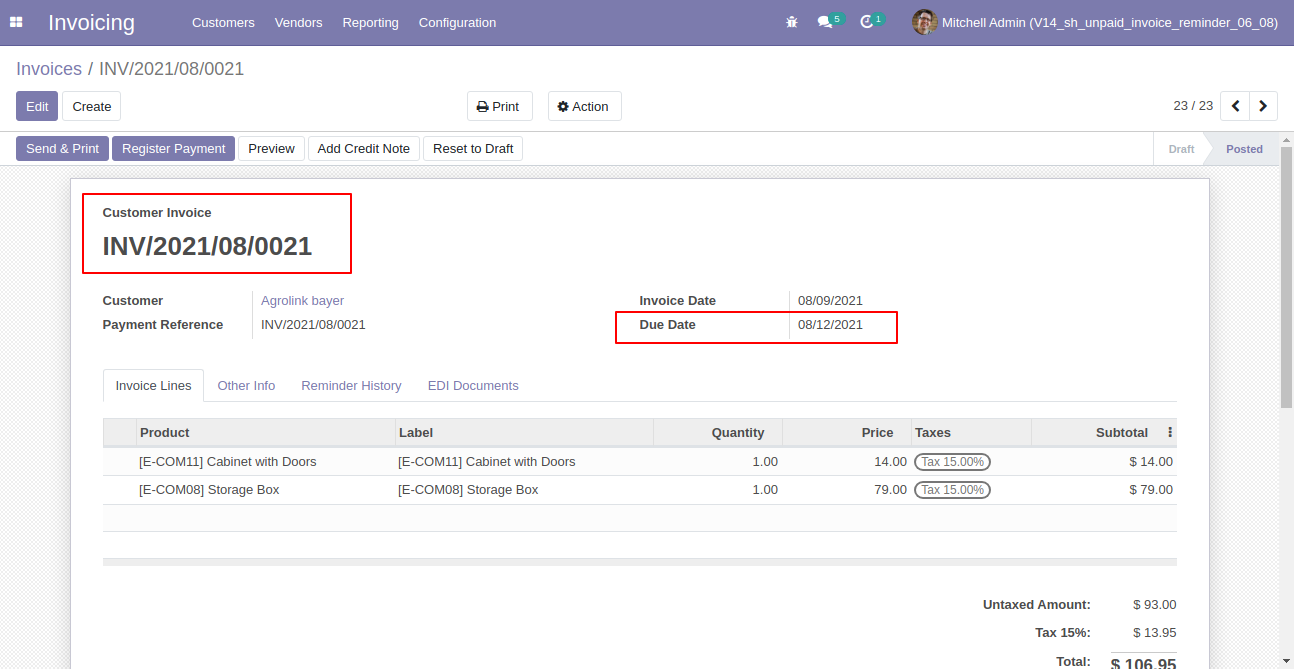 Invoicing Customers Vendors Reporting Configuration 5 1 Mitchell Admin (V14_sh_unpaid_invoice_reminder_06_08)
Invoices / INV/2021/08/0021
Edit Create Print Action 23 / 23
Send & Print Register Payment Preview Add Credit Note Reset to Draft Draft Posted
Customer Invoice
INV/2021/08/0021
Customer Agrolink bayer Invoice Date 08/09/2021
Payment Reference INV/2021/08/0021 Due Date 08/12/2021
Invoice Lines Other Info Reminder History EDI Documents
Product Label Quantity Price Taxes Subtotal
[E-COM11] Cabinet with Doors [E-COM11] Cabinet with Doors 1.00 14.00 Tax 15.00% $ 14.00
[E-COM08] Storage Box [E-COM08] Storage Box 1.00 79.00 Tax 15.00% $ 79.00
Untaxed Amount: $ 93.00
Tax 15%: $ 13.95
Total: $ 106.95